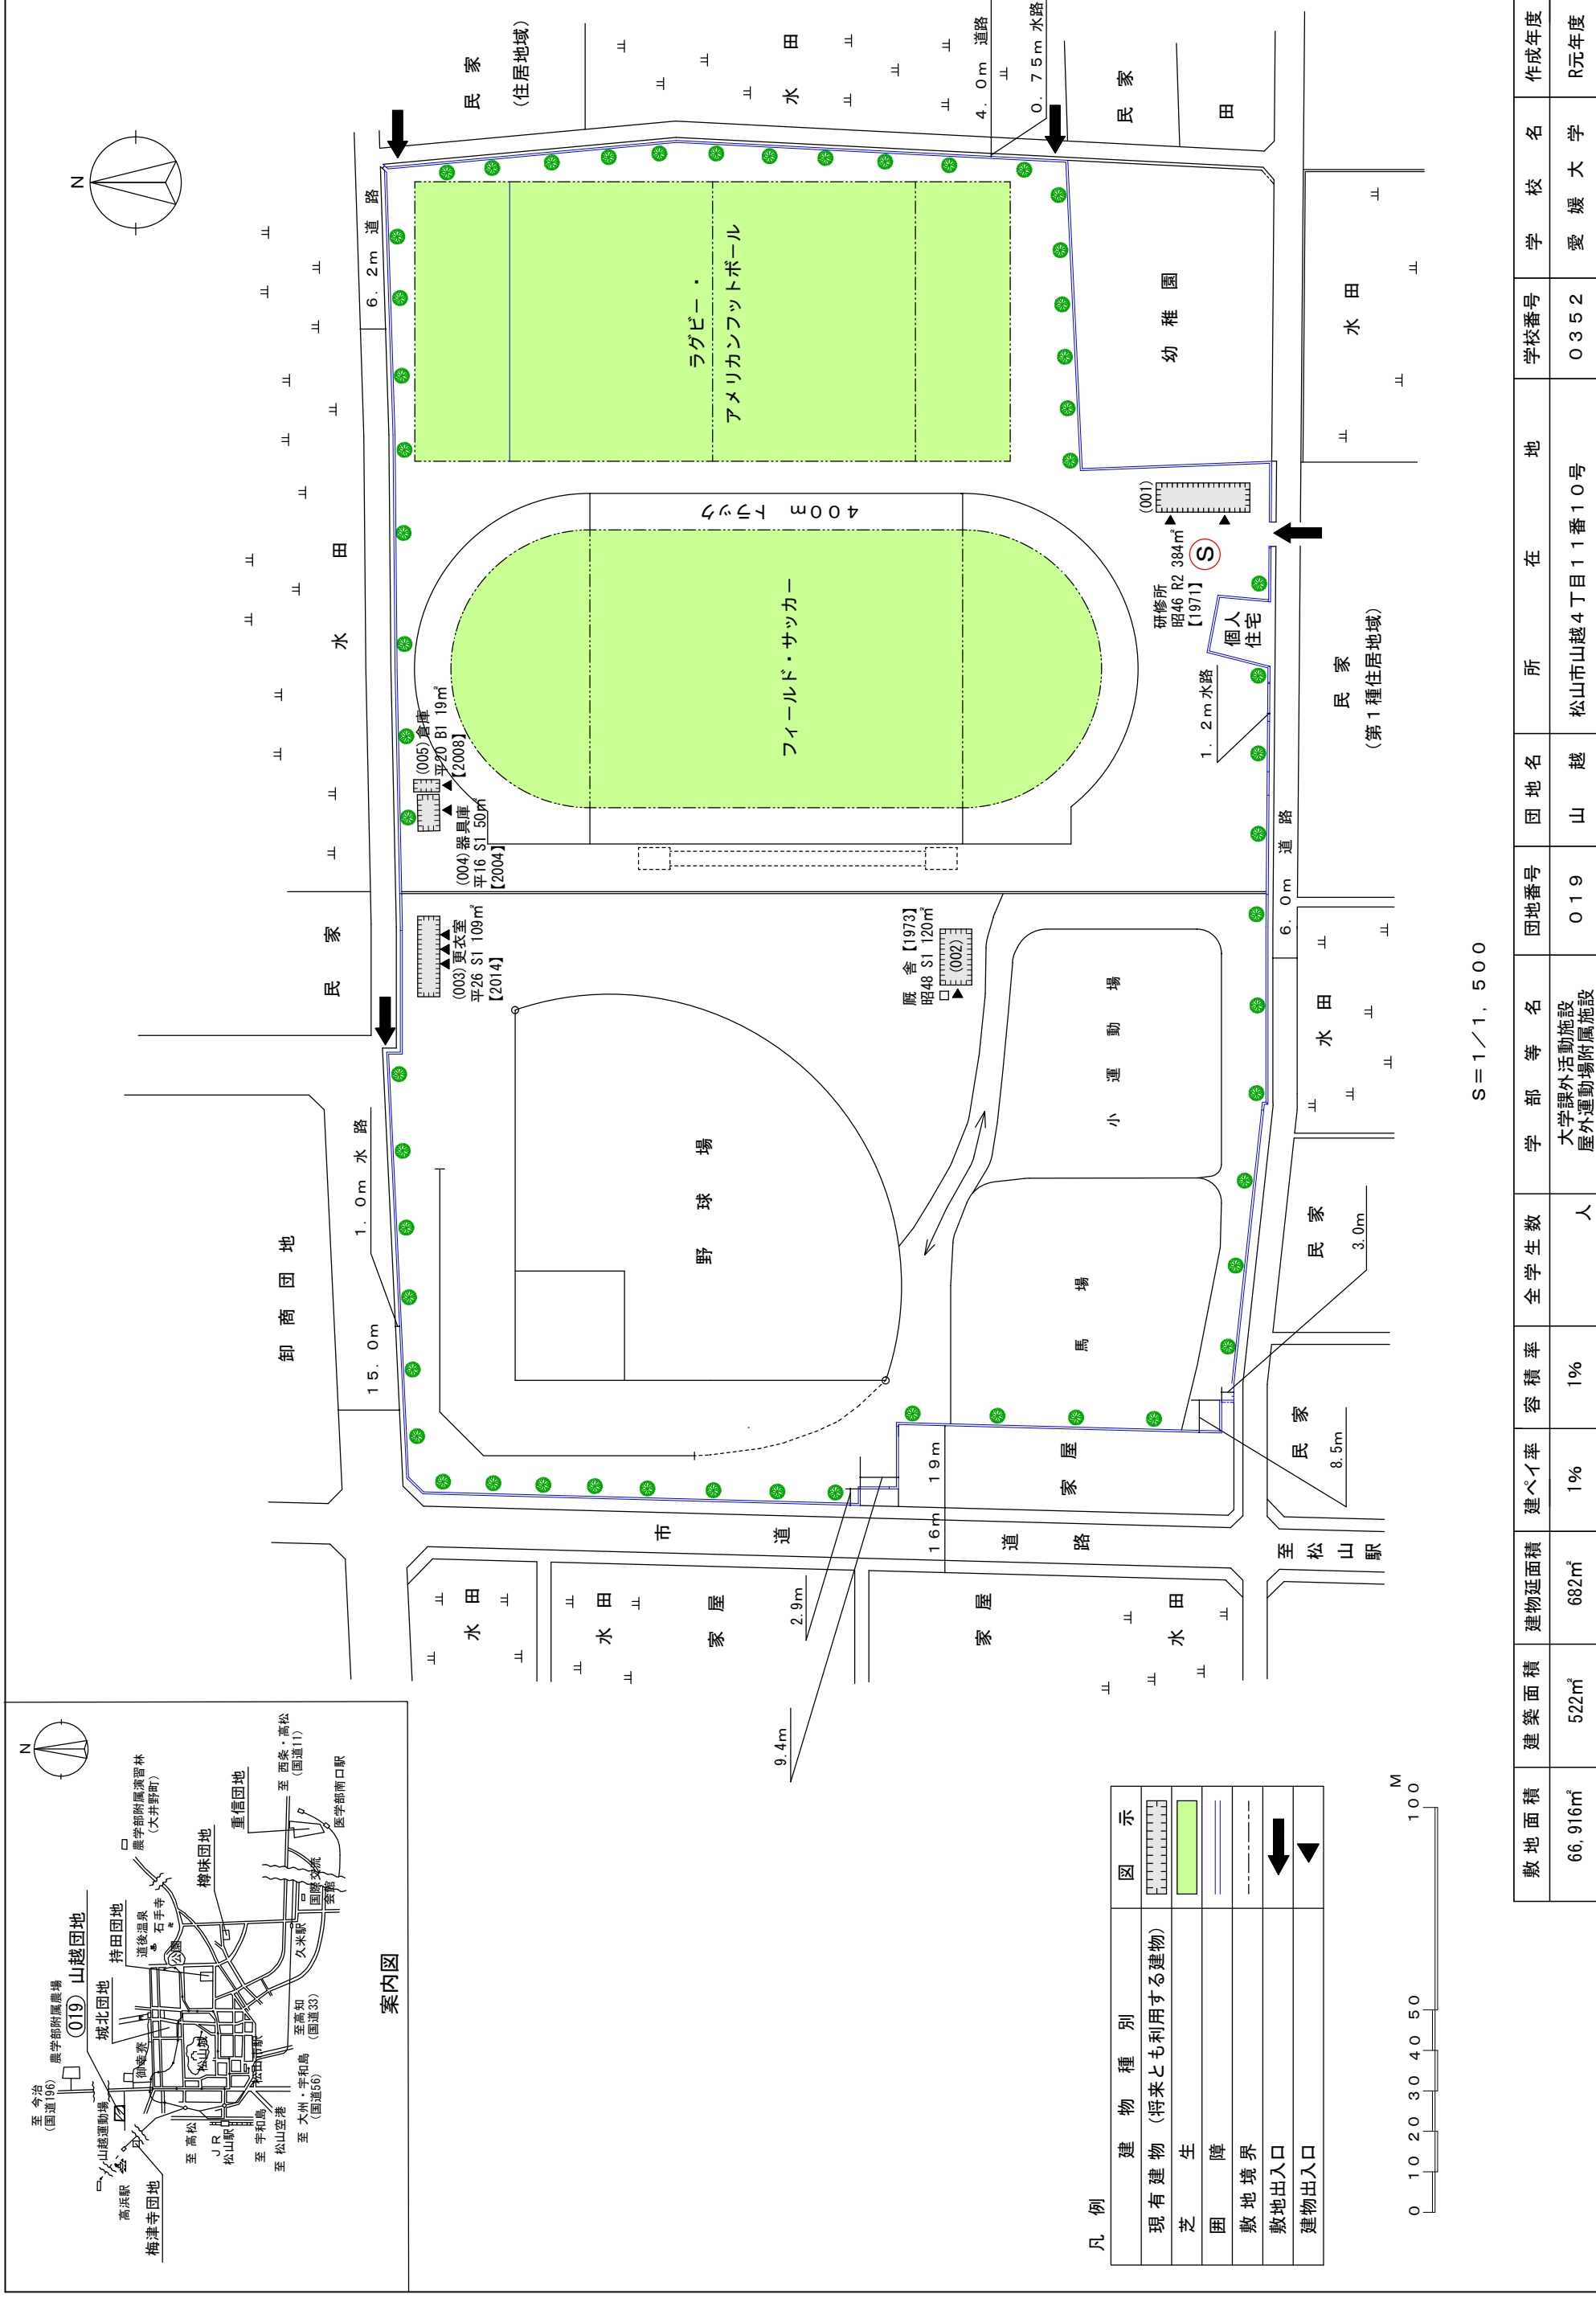 N
案内図
N
至 今治
(国道196)
農学部附属農場
019 山越団地
城北団地
持田団地
道後温泉
石手寺
農学部附属演習林
(大井野町)
樽味団地
重信団地
至 西条・高松
(国道11)
医学部南口駅
国際交流
会館
久米駅
公園
御幸寮
松山城
松山市駅
至高知
(国道33)
至 大州・宇和島
(国道56)
至 松山空港
至 宇和島
JR
松山駅
至 高松
山越運動場
高浜駅
梅津寺団地
卸商団地
民家
水田
民家
(住居地域)
水田
15.0m
1.0m 水路
6.2m 道路
4.0m 道路
0.75m 水路
民家
田
(003)更衣室
平26 S1 109㎡
【2014】
(004)器具庫
平16 S1 50㎡
【2004】
(005)倉庫
平20 B1 19㎡
【2008】
野球場
フィールド・サッカー
400m トラック
ラグビー・
アメリカンフットボール
厩 舎【1973】
昭48 S1 120㎡
(002)
(001)
研修所
昭46 R2 384㎡
【1971】
S
幼稚園
個人
住宅
小運動場
馬場
1.2m水路
6.0m 道路
水田
民家
(第1種住居地域)
水田
民家
3.0m
民家
8.5m
家屋
19m
16m
市道
道路
至松山駅
水田
水田
家屋
2.9m
9.4m
家屋
水田
凡 例
建物種別
図示
現有建物(将来とも利用する建物)
芝生
囲障
敷地境界
敷地出入口
建物出入口
0 10 20 30 40 50 100
M
S=1/1,500
敷地面積 建築面積 建物延面積 建ペイ率 容積率 全学生数 学部等名 団地番号 団地名 所在地 学校番号 学校名 作成年度
66,916㎡ 522㎡ 682㎡ 1% 1% 人 大学課外活動施設 019 山越 松山市山越4丁目11番10号 0352 愛媛大学 R元年度
屋外運動場附属施設